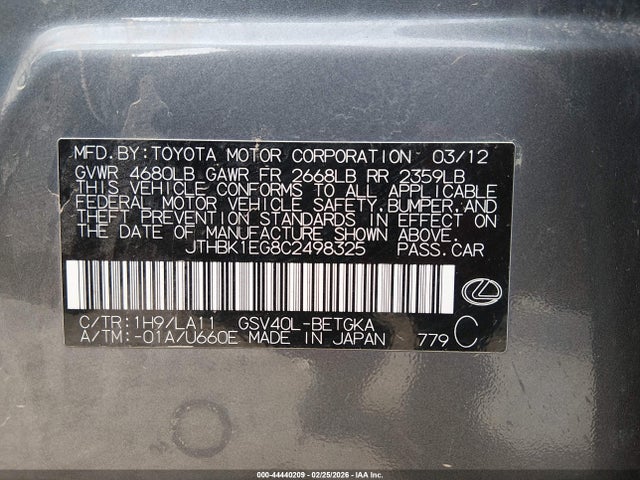 MFD. BY: TOYOTA MOTOR CORPORATION 03/12
GVWR 4680LB GAWR FR 2668LB RR 2359LB
THIS VEHICLE CONFORMS TO ALL APPLICABLE
FEDERAL MOTOR VEHICLE SAFETY, BUMPER, AND
THEFT PREVENTION STANDARDS IN EFFECT ON
THE DATE OF MANUFACTURE SHOWN ABOVE.
JTHBK1EG8C2498325 PASS. CAR
C/TR: 1H9/LA11 GSV40L-BETGKA
A/TM: -01A/U660E MADE IN JAPAN 779 C
000-44440209 - 02/25/2026 - IAA Inc.